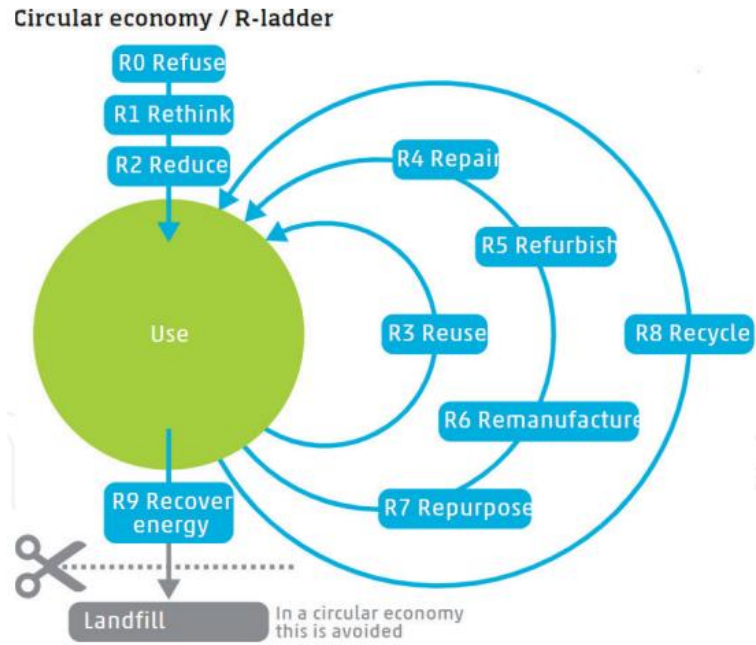 Circular economy / R-ladder
R0 Refuse
R1 Rethink
R2 Reduce
R4 Repair
R5 Refurbish
Use
R3 Reuse
R8 Recycle
R6 Remanufacture
R9 Recover
energy
R7 Repurpose
Landfill
In a circular economy
this is avoided